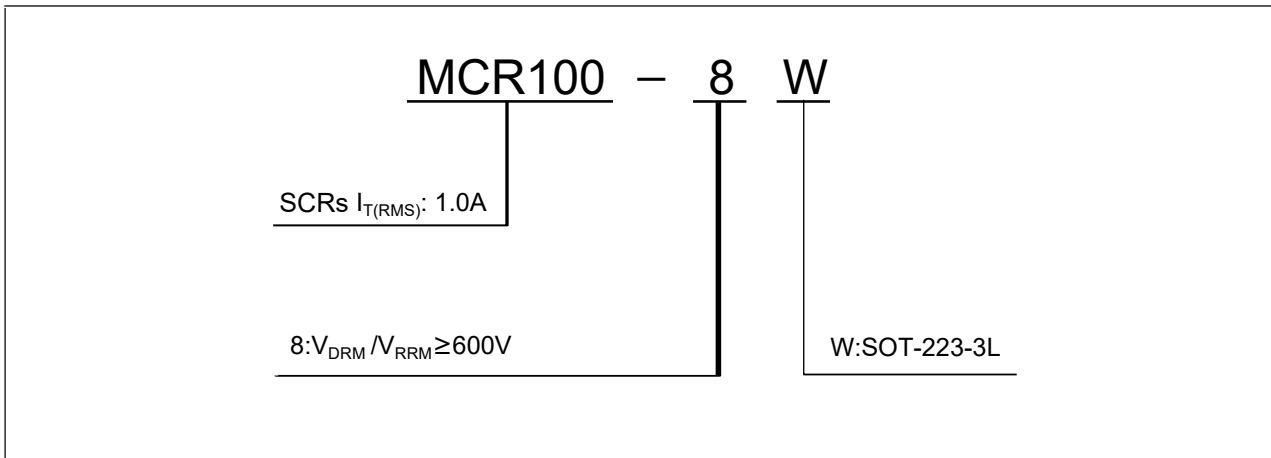 MCR100 – 8 W
SCRs IT(RMS): 1.0A
8:VDRM /VRRM≥600V
W:SOT-223-3L